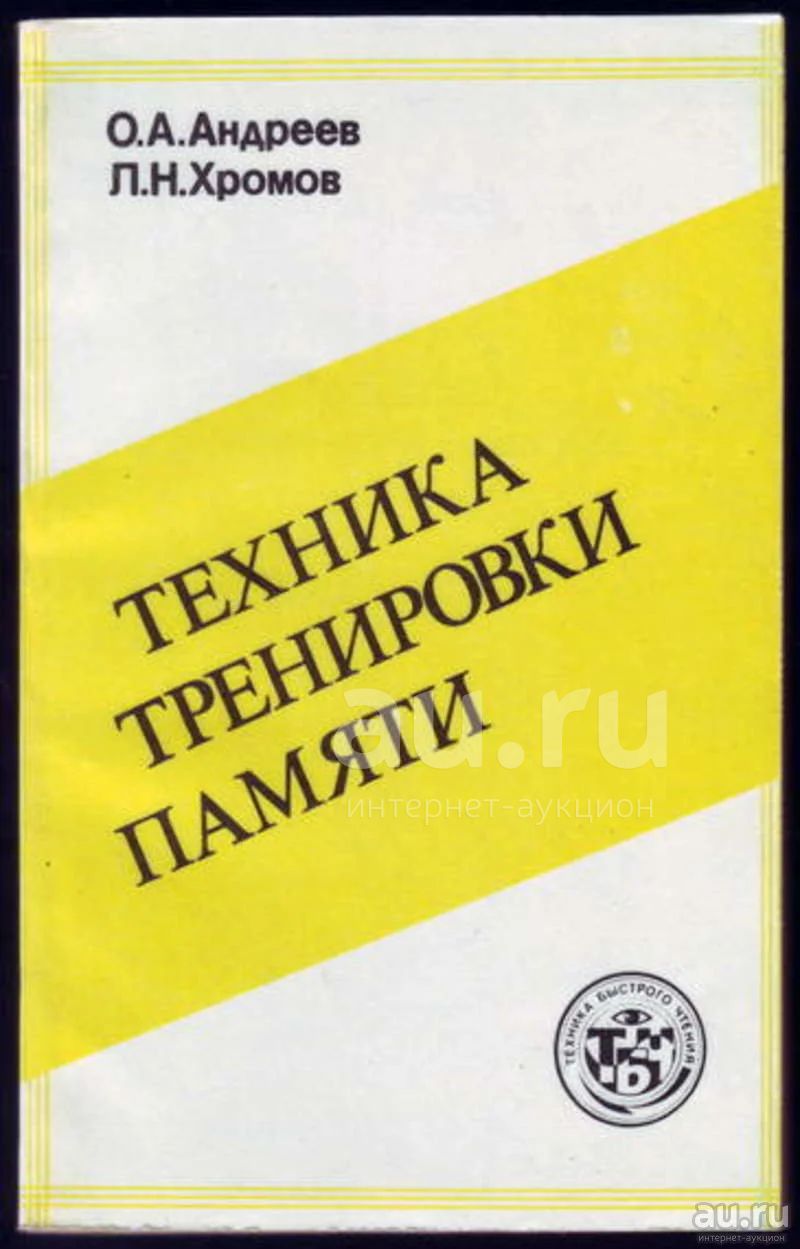 О.А.Андреев
Л.Н.Хромов
ТЕХНИКА
ТРЕНИРОВКИ
ПАМЯТИ
au.ru
интернет-аукцион
ТЕХНИКА БЫСТРОГО ЧТЕНИЯ
ТБЧ
au.ru
интернет-аукцион